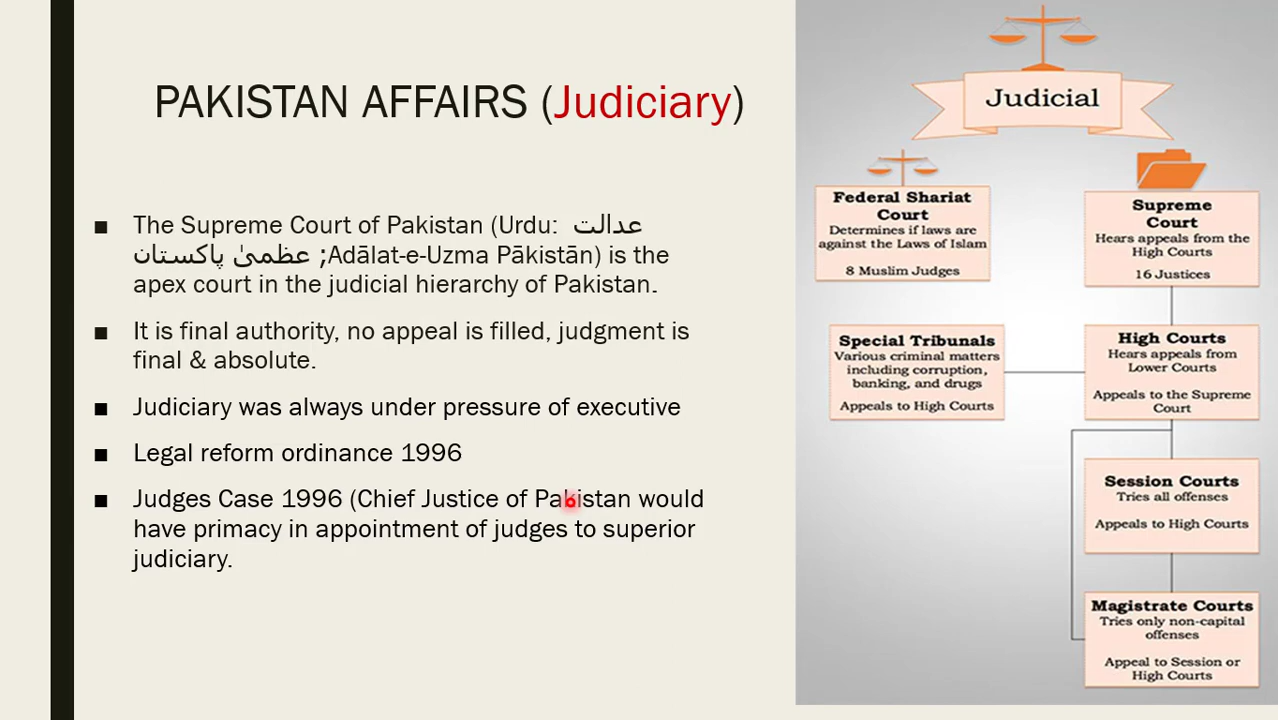 PAKISTAN AFFAIRS (Judiciary)
■ The Supreme Court of Pakistan (Urdu: عدالت
عظمیٰ پاکستان ;Adālat-e-Uzma Pākistān) is the
apex court in the judicial hierarchy of Pakistan.
■ It is final authority, no appeal is filled, judgment is
final & absolute.
■ Judiciary was always under pressure of executive
■ Legal reform ordinance 1996
■ Judges Case 1996 (Chief Justice of Pakistan would
have primacy in appointment of judges to superior
judiciary.
Judicial
Federal Shariat
Court
Determines if laws are
against the Laws of Islam
8 Muslim Judges
Supreme
Court
Hears appeals from the
High Courts
16 Justices
Special Tribunals
Various criminal matters
including corruption,
banking, and drugs
Appeals to High Courts
High Courts
Hears appeals from
Lower Courts
Appeals to the Supreme
Court
Session Courts
Tries all offenses
Appeals to High Courts
Magistrate Courts
Tries only non-capital
offenses
Appeal to Session or
High Courts